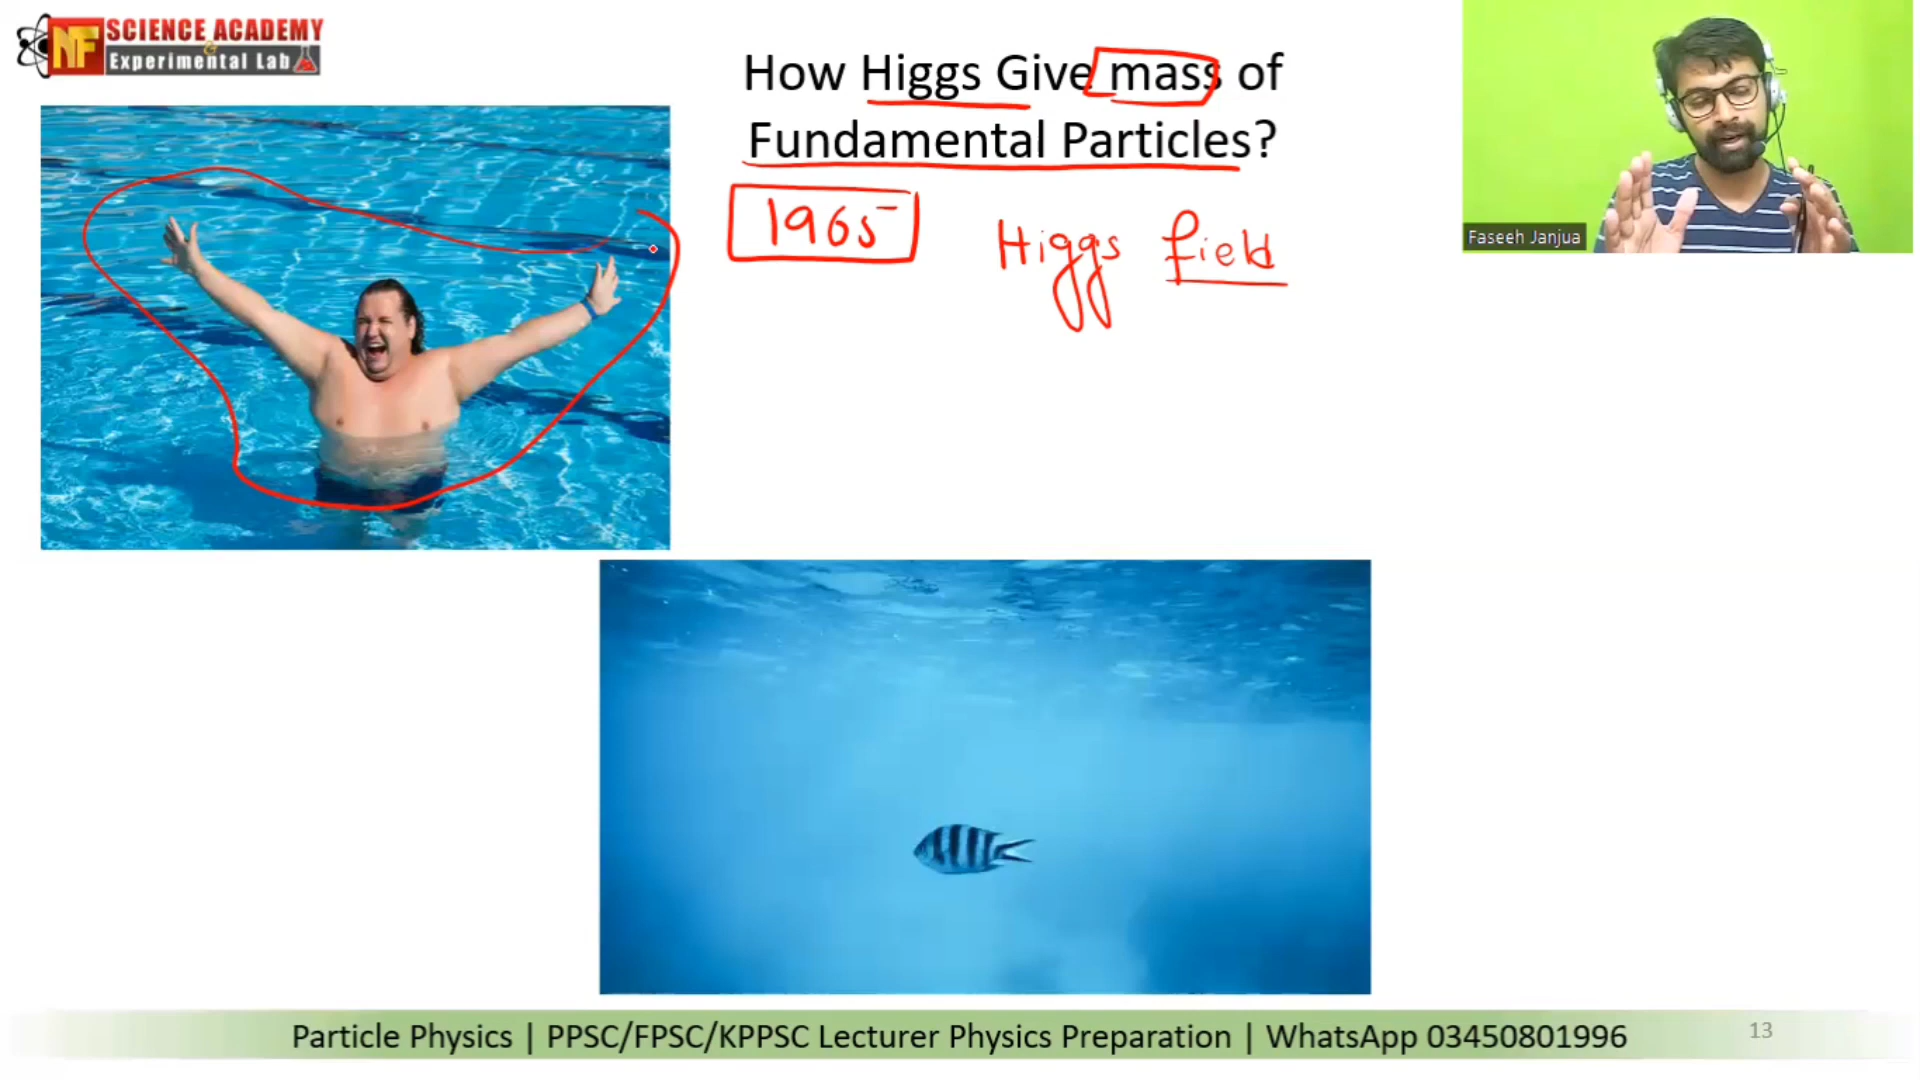 NF SCIENCE ACADEMY
&
Experimental Lab
How Higgs Give mass of
Fundamental Particles?
1965
Higgs field
Faseeh Janjua
Particle Physics | PPSC/FPSC/KPPSC Lecturer Physics Preparation | WhatsApp 03450801996
13